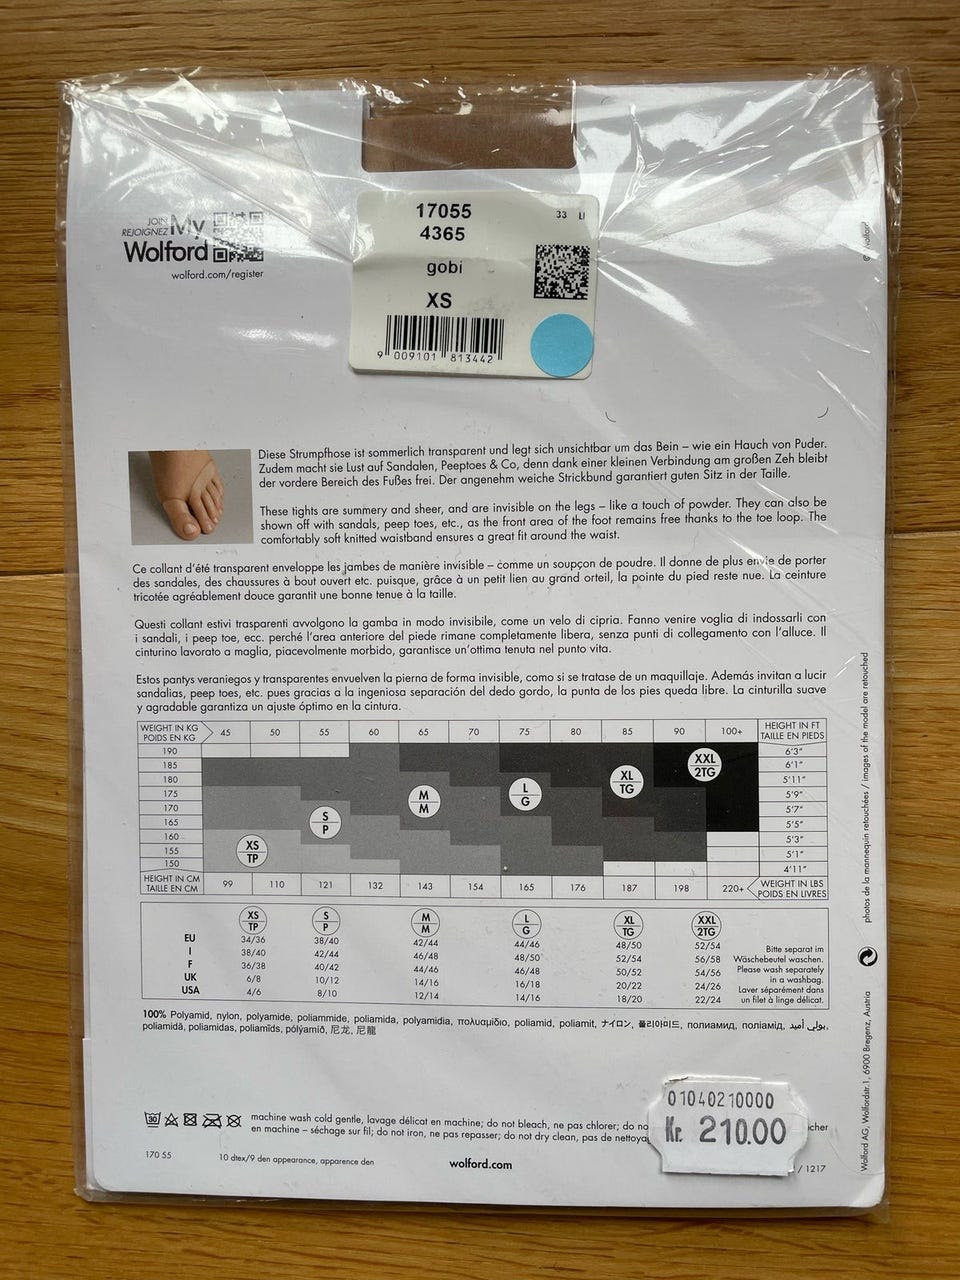 JOIN
REJOIGNEZ My
Wolford
wolford.com/register
17055
33
4365
gobi
XS
9 009101 813442
Diese Strumpfhose ist sommerlich transparent und legt sich unsichtbar um das Bein – wie ein Hauch von Puder.
Zudem macht sie Lust auf Sandalen, Peeptoes & Co, denn dank einer kleinen Verbindung am großen Zeh bleibt
der vordere Bereich des Fußes frei. Der angenehm weiche Strickbund garantiert guten Sitz in der Taille.
These tights are summery and sheer, and are invisible on the legs – like a touch of powder. They can also be
shown off with sandals, peep toes, etc., as the front area of the foot remains free thanks to the toe loop. The
comfortably soft knitted waistband ensures a great fit around the waist.
Ce collant d'été transparent enveloppe les jambes de manière invisible – comme un soupçon de poudre. Il donne de plus envie de porter
des sandales, des chaussures à bout ouvert etc. puisque, grâce à un petit lien au grand orteil, la pointe du pied reste nue. La ceinture
tricotée agréablement douce garantit une bonne tenue à la taille.
Questi collant estivi trasparenti avvolgono la gamba in modo invisibile, come un velo di cipria. Fanno venire voglia di indossarli con
i sandali, i peep toe, ecc. perché l'area anteriore del piede rimane completamente libera, senza punti di collegamento con l'alluce. Il
cinturino lavorato a maglia, piacevolmente morbido, garantisce un'ottima tenuta nel punto vita.
Estos pantys veraniegos y transparentes envuelven la pierna de forma invisible, como si se tratase de un maquillaje. Además invitan a lucir
sandalias, peep toes, etc. pues gracias a la ingeniosa separación del dedo gordo, la punta de los pies queda libre. La cinturilla suave
y agradable garantiza un ajuste óptimo en la cintura.
WEIGHT IN KG 45 50 55 60 65 70 75 80 85 90 100+ HEIGHT IN FT
POIDS EN KG TAILLE EN PIEDS
190 6'3"
185 XXL 6'1"
180 XL 2TG 5'11"
175 M L TG 5'9"
170 S M G 5'7"
165 P 5'5"
160 XS 5'3"
155 TP 5'1"
150 4'11"
HEIGHT IN CM 99 110 121 132 143 154 165 176 187 198 220+ WEIGHT IN LBS
TAILLE EN CM POIDS EN LIVRES
XS S M L XL XXL
TP P M G TG 2TG
EU 34/36 38/40 42/44 44/46 48/50 52/54
I 38/40 42/44 46/48 48/50 52/54 56/58
F 36/38 40/42 44/46 46/48 50/52 54/56
UK 6/8 10/12 14/16 16/18 20/22 24/26
USA 4/6 8/10 12/14 14/16 18/20 22/24
Bitte separat im
Wäschebeutel waschen.
Please wash separately
in a washbag.
Laver séparément dans
un filet à linge délicat.
100% Polyamid, nylon, polyamide, poliammide, poliamida, polyamidia, πολυαμίδιο, poliamid, poliamit, ナイロン, 폴리아미드, полиамид, поліамід, بولي أميد,
poliamidă, poliamidas, poliamīds, pólýamíð, 尼龙, 尼龍
30
machine wash cold gentle, lavage délicat en machine; do not bleach, ne pas chlorer; do no
en machine – séchage sur fil; do not iron, ne pas repasser; do not dry clean, pas de nettoya
cher
01040210000
Kr. 210.00
170 55
10 dtex/9 den appearance, apparence den
wolford.com
/ 1217
© Wolford
photos de la mannequin retouchées / images of the model are retouched
Wolford AG, Wolfordstr.1, 6900 Bregenz, Austria